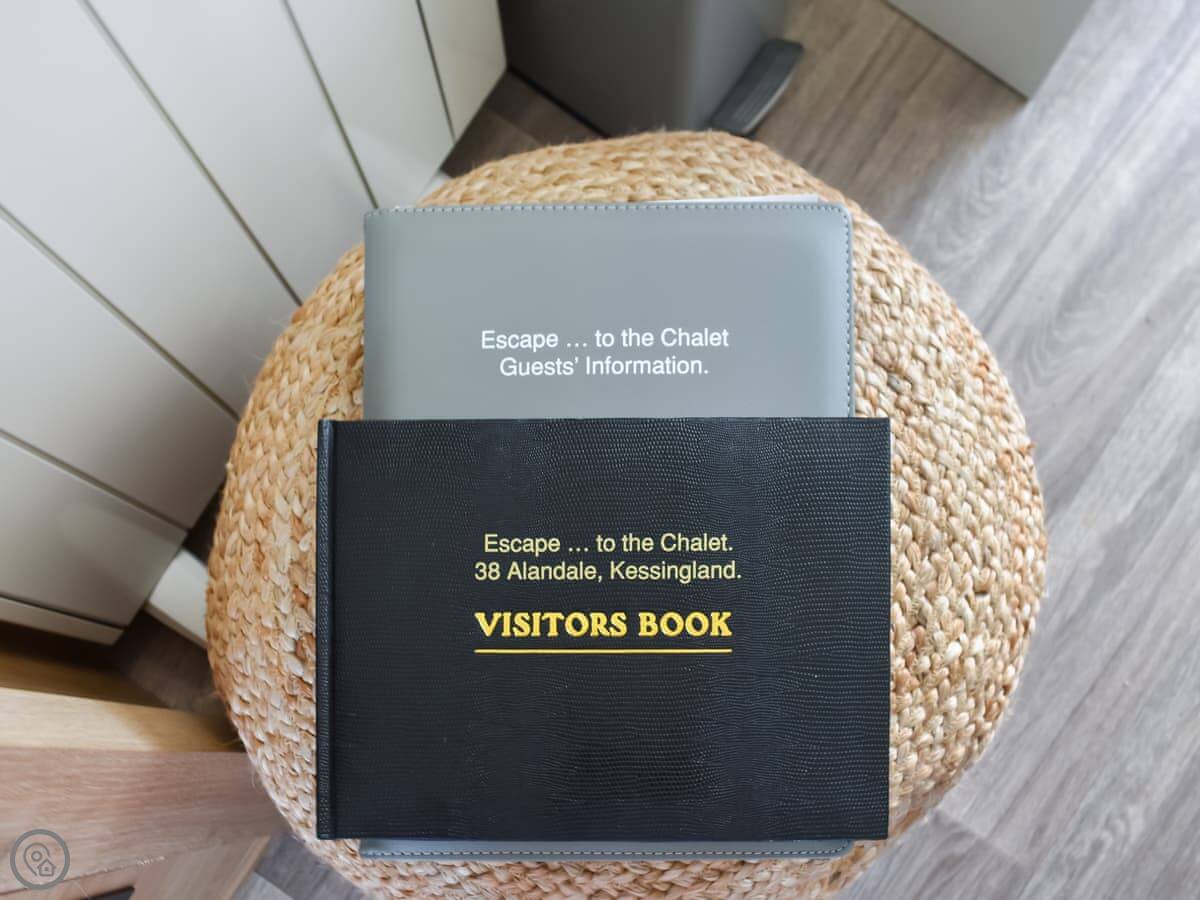 Escape ... to the Chalet
Guests' Information.
Escape ... to the Chalet.
38 Alandale, Kessingland.
VISITORS BOOK